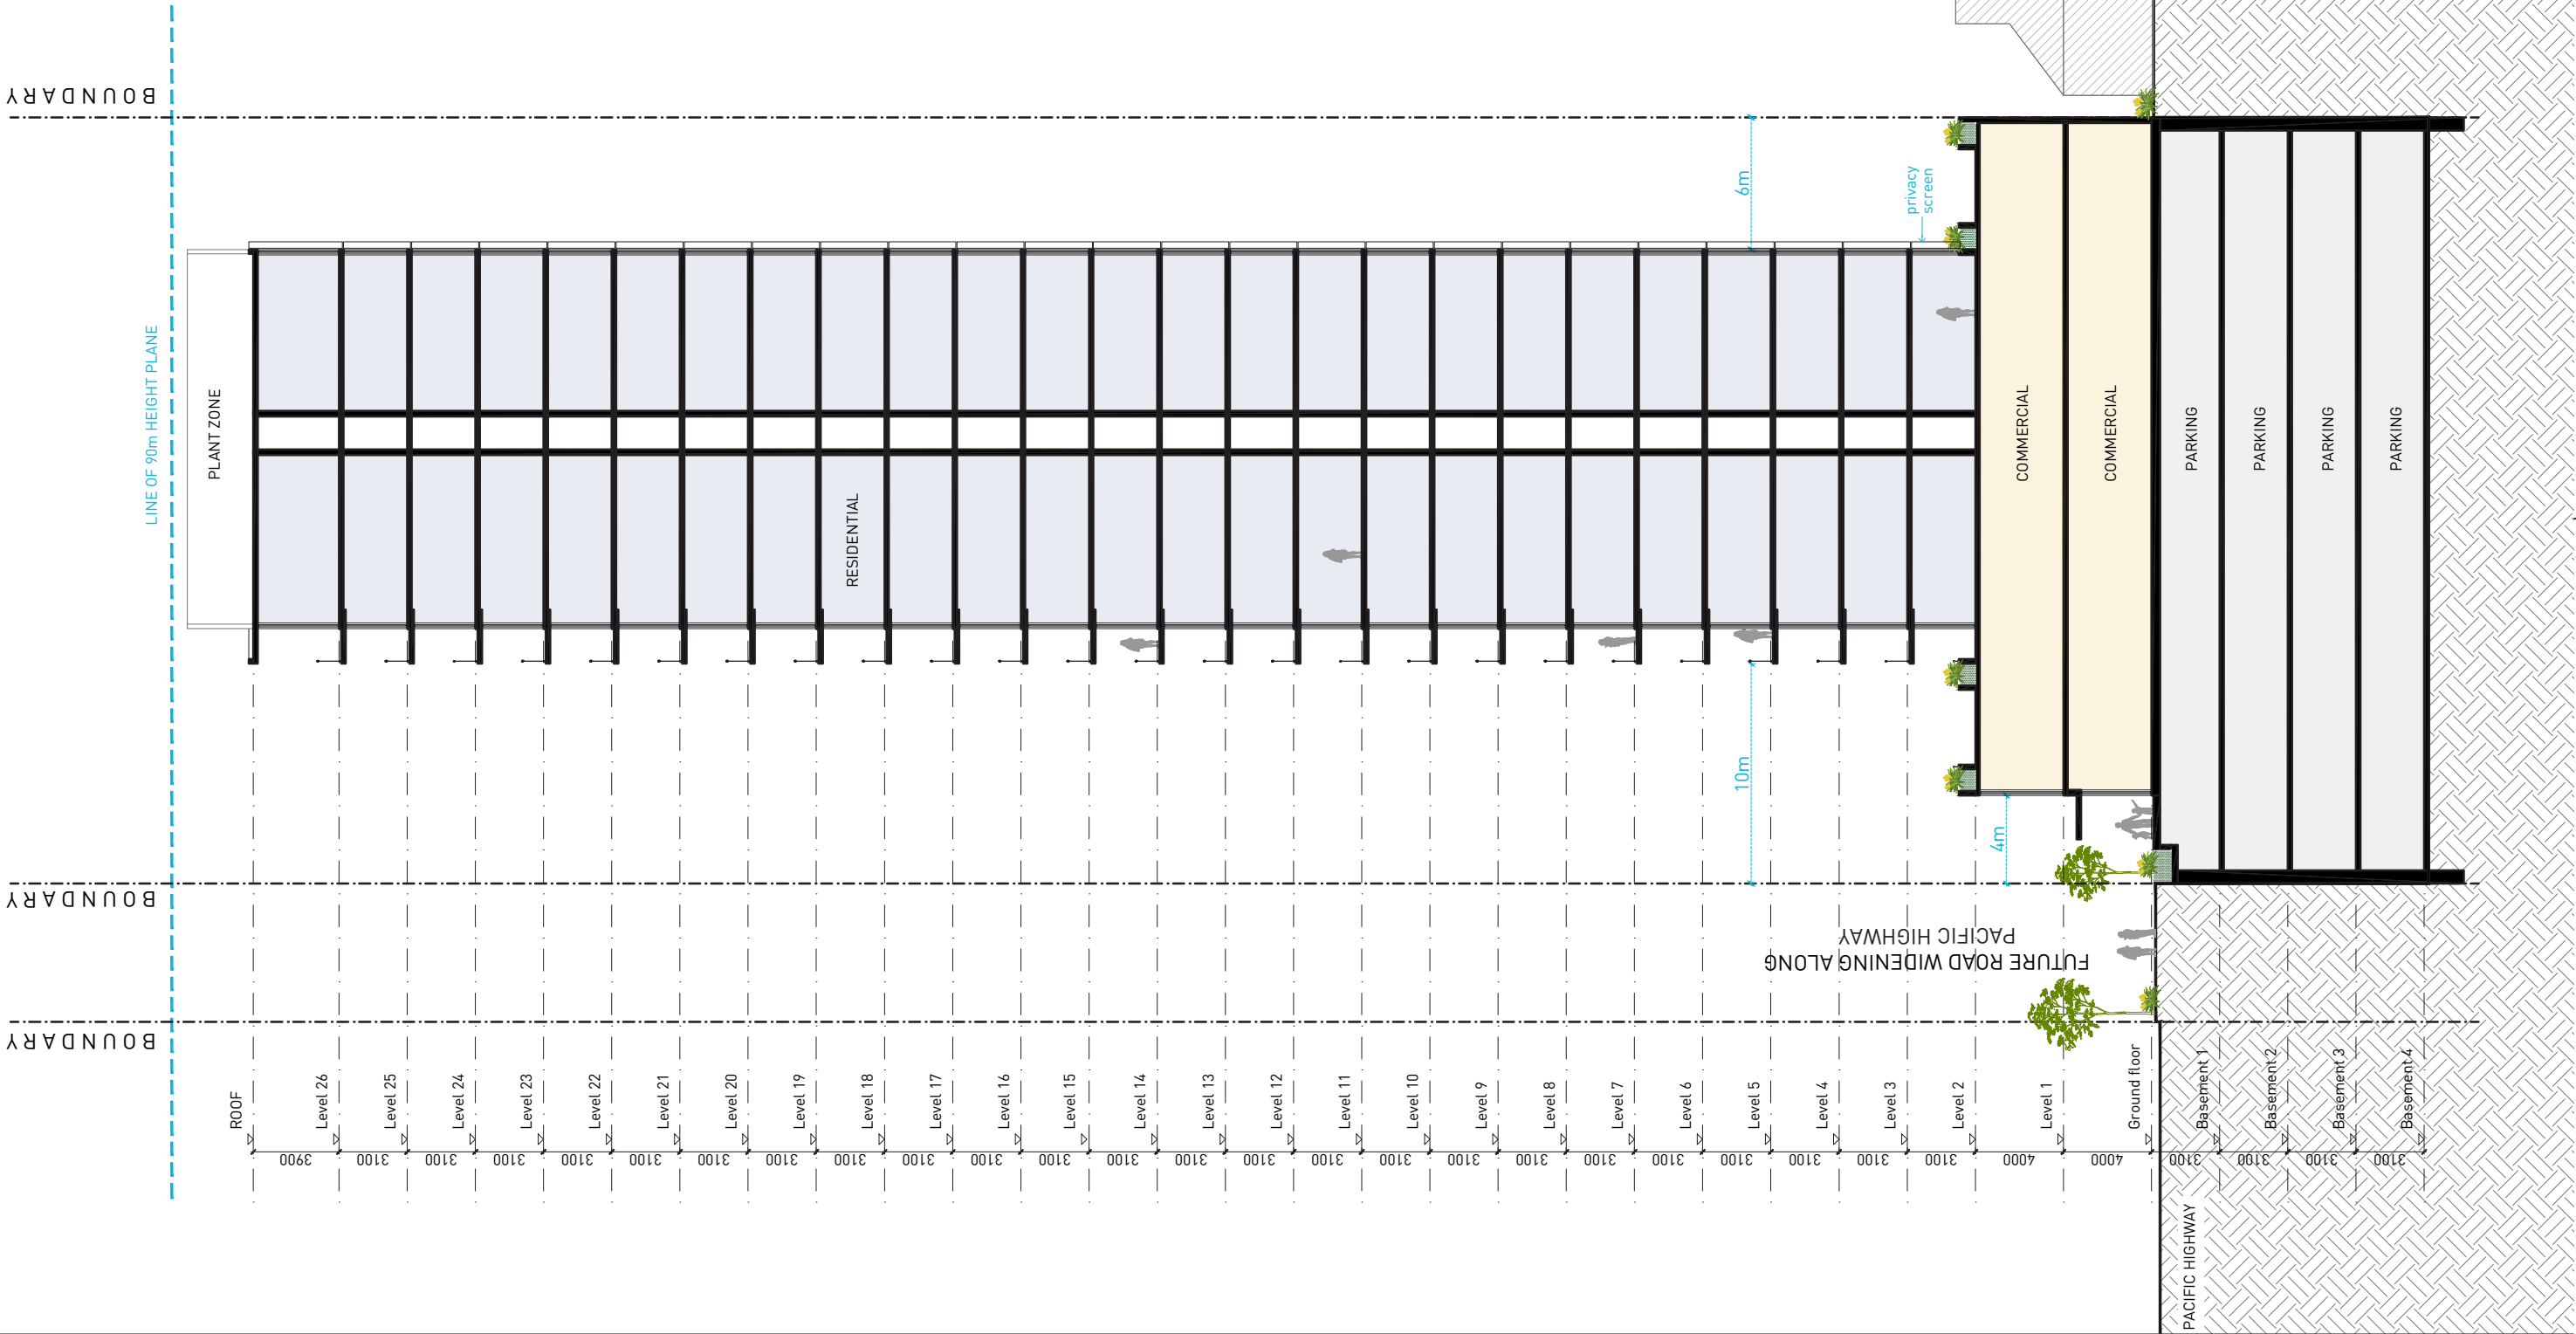 BOUNDARY
BOUNDARY
BOUNDARY
LINE OF 90m HEIGHT PLANE
PLANT ZONE
ROOF
3900
Level 26
3100
Level 25
3100
Level 24
3100
Level 23
3100
Level 22
3100
Level 21
3100
Level 20
3100
Level 19
3100
Level 18
3100
Level 17
3100
Level 16
3100
Level 15
3100
Level 14
3100
Level 13
3100
Level 12
3100
Level 11
3100
Level 10
3100
Level 9
3100
Level 8
3100
Level 7
3100
Level 6
3100
Level 5
3100
Level 4
3100
Level 3
3100
Level 2
4000
Level 1
4000
Ground floor
3100
Basement 1
3100
Basement 2
3100
Basement 3
3100
Basement 4
RESIDENTIAL
10m
6m
privacy
screen
4m
FUTURE ROAD WIDENING ALONG
PACIFIC HIGHWAY
COMMERCIAL
COMMERCIAL
PARKING
PARKING
PARKING
PARKING
PACIFIC HIGHWAY